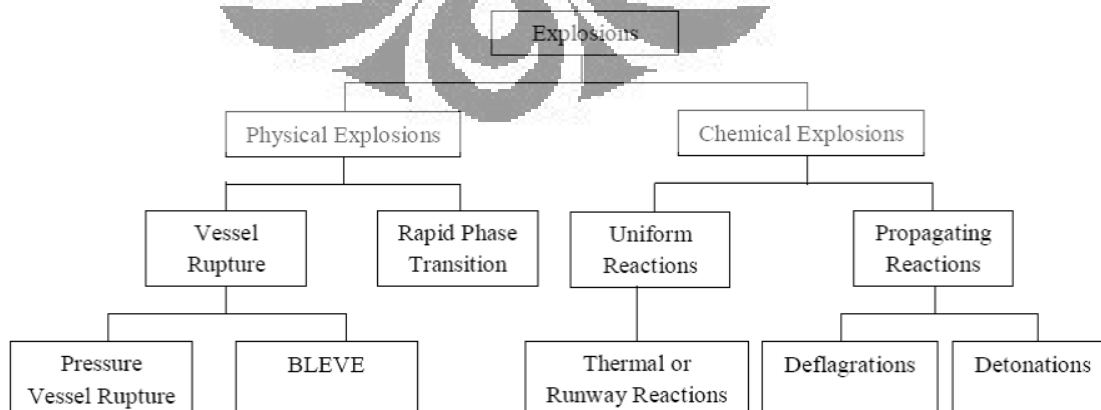 Explosions
Physical Explosions
Chemical Explosions
Vessel
Rupture
Rapid Phase
Transition
Uniform
Reactions
Propagating
Reactions
Pressure
Vessel Rupture
BLEVE
Thermal or
Runway Reactions
Deflagrations
Detonations